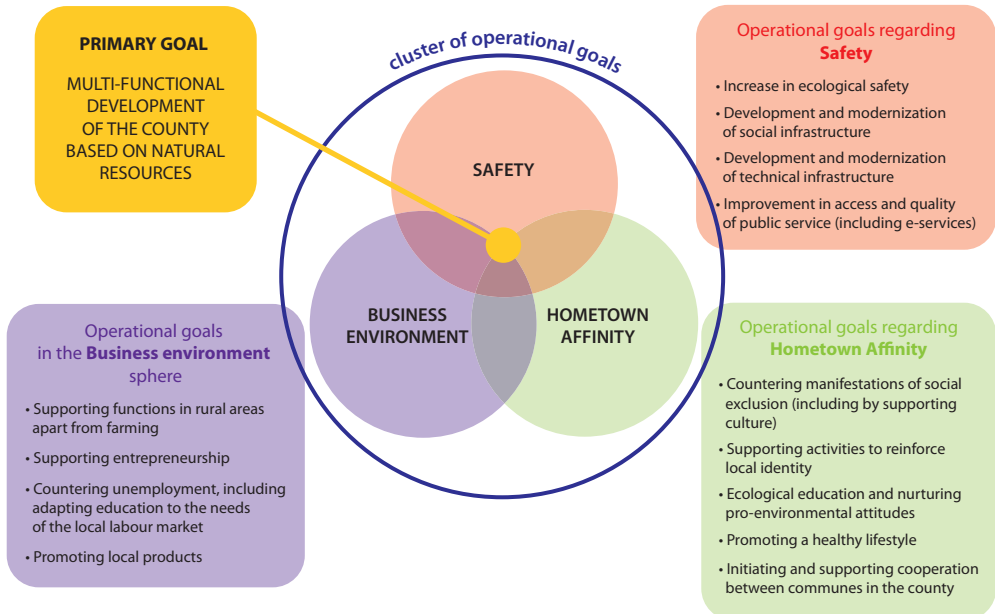 PRIMARY GOAL
MULTI-FUNCTIONAL
DEVELOPMENT
OF THE COUNTY
BASED ON NATURAL
RESOURCES
cluster of operational goals
SAFETY
BUSINESS
ENVIRONMENT
HOMETOWN
AFFINITY
Operational goals regarding
Safety
• Increase in ecological safety
• Development and modernization
of social infrastructure
• Development and modernization
of technical infrastructure
• Improvement in access and quality
of public service (including e-services)
Operational goals
in the Business environment
sphere
• Supporting functions in rural areas
apart from farming
• Supporting entrepreneurship
• Countering unemployment, including
adapting education to the needs
of the local labour market
• Promoting local products
Operational goals regarding
Hometown Affinity
• Countering manifestations of social
exclusion (including by supporting
culture)
• Supporting activities to reinforce
local identity
• Ecological education and nurturing
pro-environmental attitudes
• Promoting a healthy lifestyle
• Initiating and supporting cooperation
between communes in the county